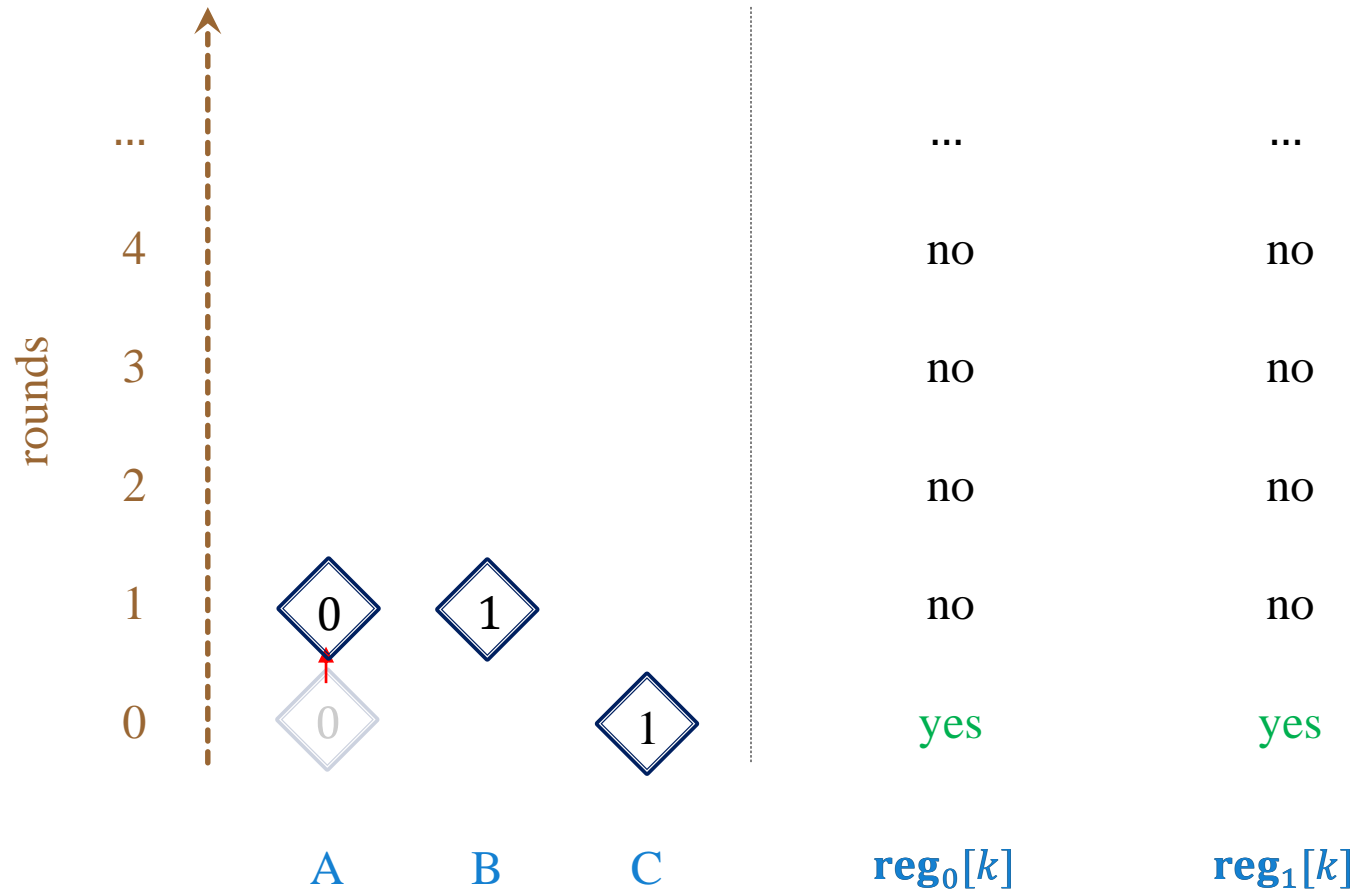 ... ... ...
4 no no
3 no no
rounds
2 no no
1 0 1 no no
0 0 1 yes yes
A B C reg₀[k] reg₁[k]